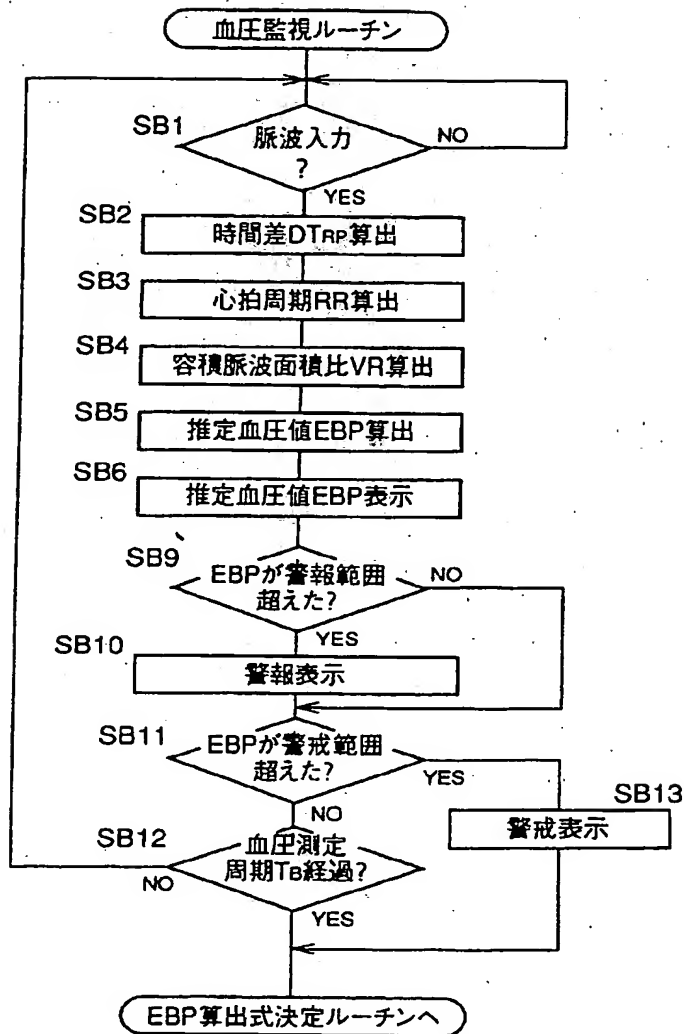 血圧監視ルーチン
SB1
脈波入力
?
NO
YES
SB2
時間差DTRP算出
SB3
心拍周期RR算出
SB4
容積脈波面積比VR算出
SB5
推定血圧値EBP算出
SB6
推定血圧値EBP表示
SB9
EBPが警報範囲
超えた?
NO
YES
SB10
警報表示
SB11
EBPが警戒範囲
超えた?
YES
NO
SB13
警戒表示
SB12
血圧測定
周期TB経過?
NO
YES
EBP算出式決定ルーチンへ